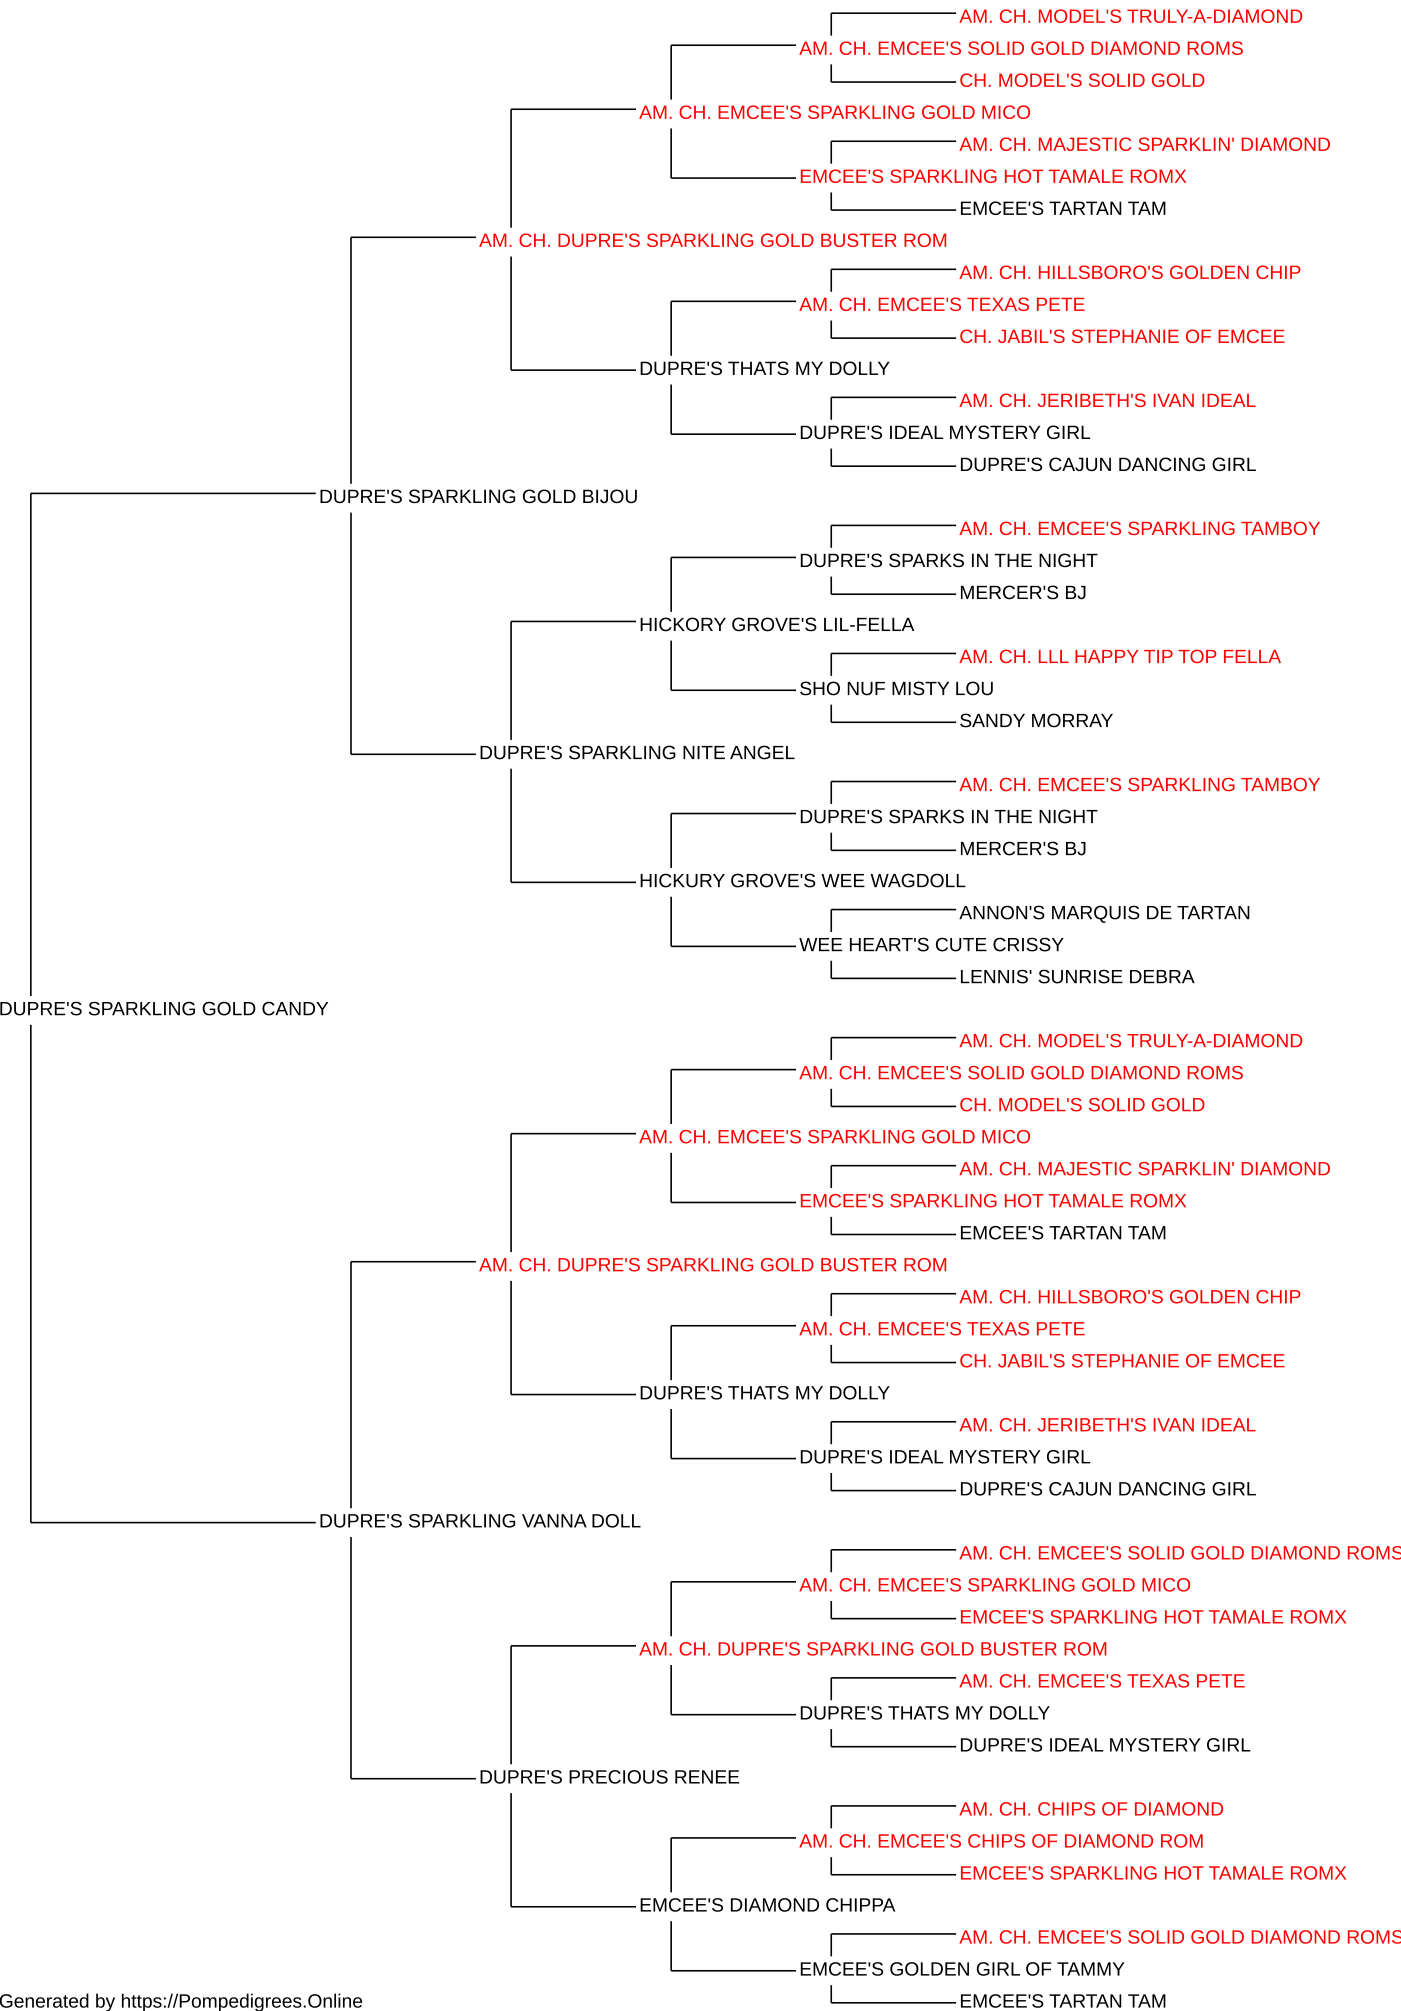 AM. CH. MODEL'S TRULY-A-DIAMOND
AM. CH. EMCEE'S SOLID GOLD DIAMOND ROMS
CH. MODEL'S SOLID GOLD
AM. CH. EMCEE'S SPARKLING GOLD MICO
AM. CH. MAJESTIC SPARKLIN' DIAMOND
EMCEE'S SPARKLING HOT TAMALE ROMX
EMCEE'S TARTAN TAM
AM. CH. DUPRE'S SPARKLING GOLD BUSTER ROM
AM. CH. HILLSBORO'S GOLDEN CHIP
AM. CH. EMCEE'S TEXAS PETE
CH. JABIL'S STEPHANIE OF EMCEE
DUPRE'S THATS MY DOLLY
AM. CH. JERIBETH'S IVAN IDEAL
DUPRE'S IDEAL MYSTERY GIRL
DUPRE'S CAJUN DANCING GIRL
DUPRE'S SPARKLING GOLD BIJOU
AM. CH. EMCEE'S SPARKLING TAMBOY
DUPRE'S SPARKS IN THE NIGHT
MERCER'S BJ
HICKORY GROVE'S LIL-FELLA
AM. CH. LLL HAPPY TIP TOP FELLA
SHO NUF MISTY LOU
SANDY MORRAY
DUPRE'S SPARKLING NITE ANGEL
AM. CH. EMCEE'S SPARKLING TAMBOY
DUPRE'S SPARKS IN THE NIGHT
MERCER'S BJ
HICKURY GROVE'S WEE WAGDOLL
ANNON'S MARQUIS DE TARTAN
WEE HEART'S CUTE CRISSY
LENNIS' SUNRISE DEBRA
DUPRE'S SPARKLING GOLD CANDY
AM. CH. MODEL'S TRULY-A-DIAMOND
AM. CH. EMCEE'S SOLID GOLD DIAMOND ROMS
CH. MODEL'S SOLID GOLD
AM. CH. EMCEE'S SPARKLING GOLD MICO
AM. CH. MAJESTIC SPARKLIN' DIAMOND
EMCEE'S SPARKLING HOT TAMALE ROMX
EMCEE'S TARTAN TAM
AM. CH. DUPRE'S SPARKLING GOLD BUSTER ROM
AM. CH. HILLSBORO'S GOLDEN CHIP
AM. CH. EMCEE'S TEXAS PETE
CH. JABIL'S STEPHANIE OF EMCEE
DUPRE'S THATS MY DOLLY
AM. CH. JERIBETH'S IVAN IDEAL
DUPRE'S IDEAL MYSTERY GIRL
DUPRE'S CAJUN DANCING GIRL
DUPRE'S SPARKLING VANNA DOLL
AM. CH. EMCEE'S SOLID GOLD DIAMOND ROMS
AM. CH. EMCEE'S SPARKLING GOLD MICO
EMCEE'S SPARKLING HOT TAMALE ROMX
AM. CH. DUPRE'S SPARKLING GOLD BUSTER ROM
AM. CH. EMCEE'S TEXAS PETE
DUPRE'S THATS MY DOLLY
DUPRE'S IDEAL MYSTERY GIRL
DUPRE'S PRECIOUS RENEE
AM. CH. CHIPS OF DIAMOND
AM. CH. EMCEE'S CHIPS OF DIAMOND ROM
EMCEE'S SPARKLING HOT TAMALE ROMX
EMCEE'S DIAMOND CHIPPA
AM. CH. EMCEE'S SOLID GOLD DIAMOND ROMS
EMCEE'S GOLDEN GIRL OF TAMMY
EMCEE'S TARTAN TAM
Generated by https://Pompedigrees.Online